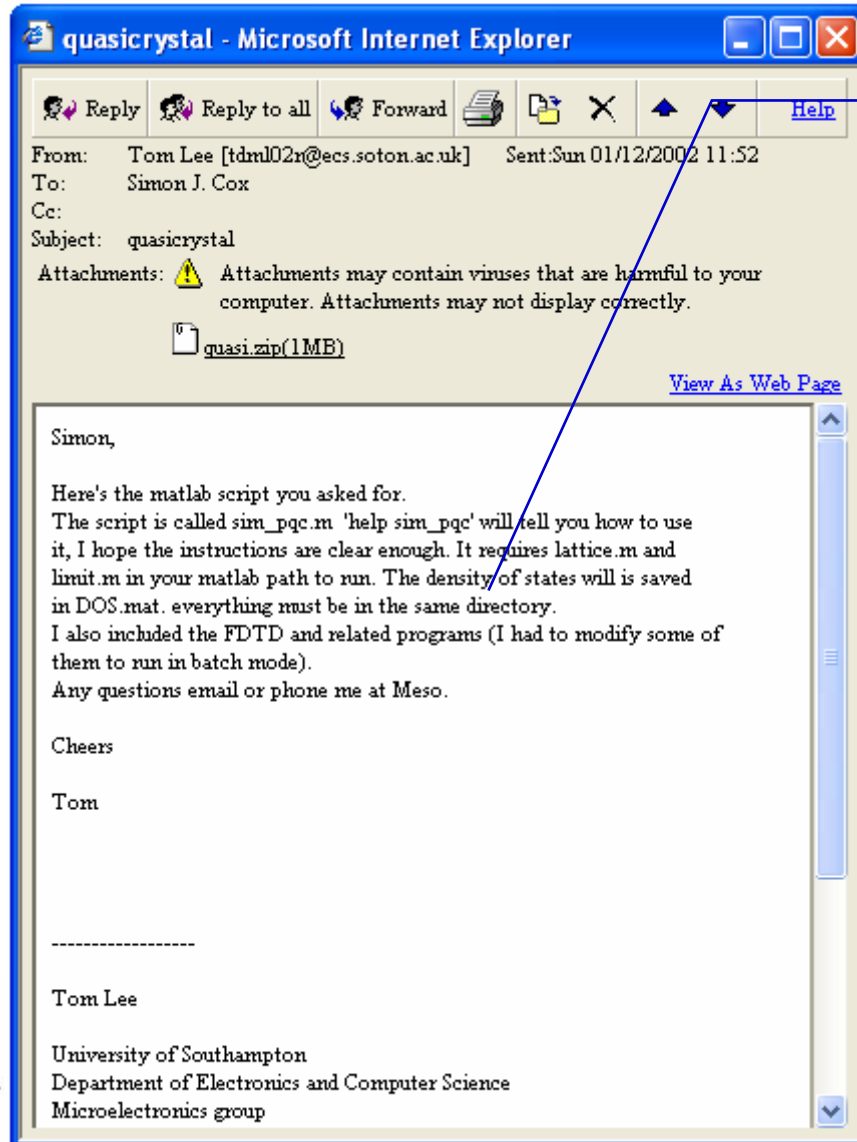 quasicrystal - Microsoft Internet Explorer
Reply Reply to all Forward Help
From: Tom Lee [tdml02r@ecs.soton.ac.uk] Sent:Sun 01/12/2002 11:52
To: Simon J. Cox
Cc:
Subject: quasicrystal
Attachments: Attachments may contain viruses that are harmful to your
computer. Attachments may not display correctly.
quasi.zip(1MB)
View As Web Page
Simon,
Here's the matlab script you asked for.
The script is called sim_pqc.m 'help sim_pqc' will tell you how to use
it, I hope the instructions are clear enough. It requires lattice.m and
limit.m in your matlab path to run. The density of states will is saved
in DOS.mat. everything must be in the same directory.
I also included the FDTD and related programs (I had to modify some of
them to run in batch mode).
Any questions email or phone me at Meso.
Cheers
Tom
------------------
Tom Lee
University of Southampton
Department of Electronics and Computer Science
Microelectronics group